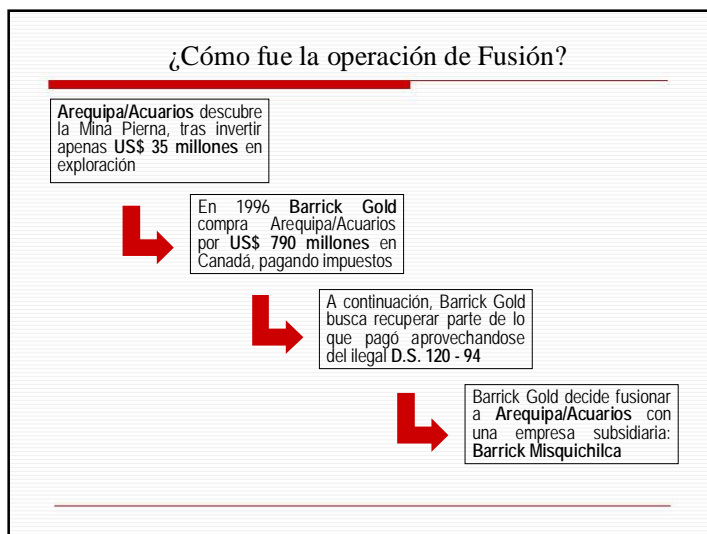 ¿Cómo fue la operación de Fusión?
Arequipa/Acuarios descubre
la Mina Pierna, tras invertir
apenas US$ 35 millones en
exploración
En 1996 Barrick Gold
compra Arequipa/Acuarios
por US$ 790 millones en
Canadá, pagando impuestos
A continuación, Barrick Gold
busca recuperar parte de lo
que pagó aprovechandose
del ilegal D.S. 120 - 94
Barrick Gold decide fusionar
a Arequipa/Acuarios con
una empresa subsidiaria:
Barrick Misquichilca